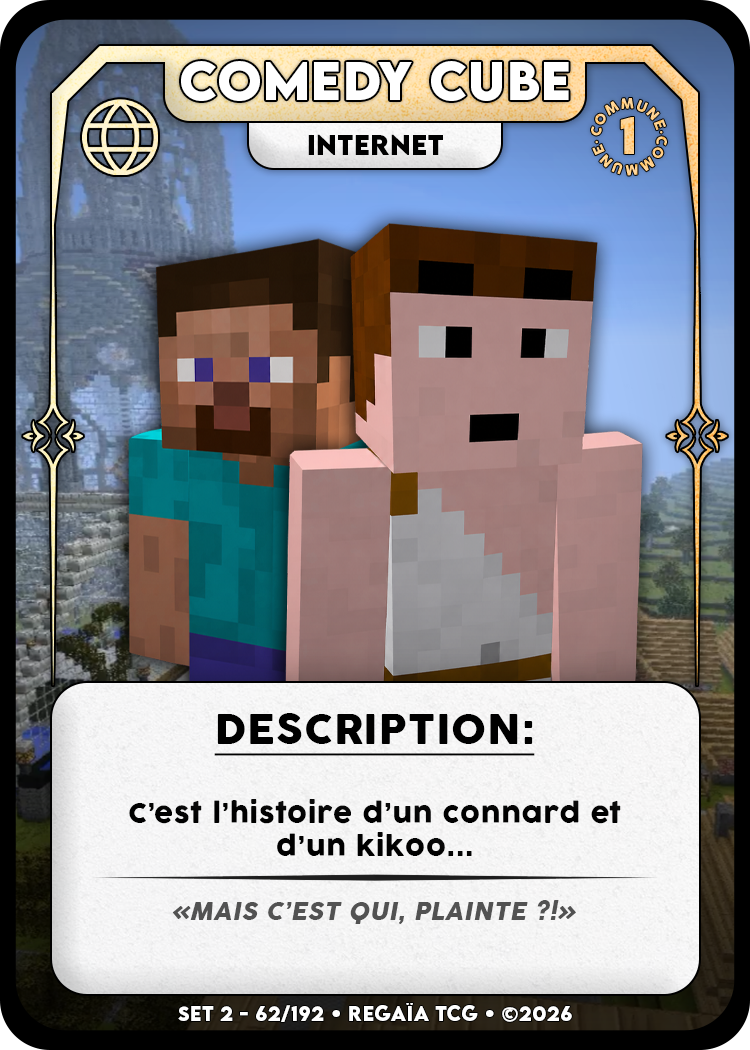 COMEDY CUBE
INTERNET
COMMUNE·COMMUNE·
1
DESCRIPTION:
C'est l'histoire d'un connard et
d'un kikoo...
«MAIS C'EST QUI, PLAINTE ?!»
SET 2 - 62/192 • REGAÏA TCG • ©2026